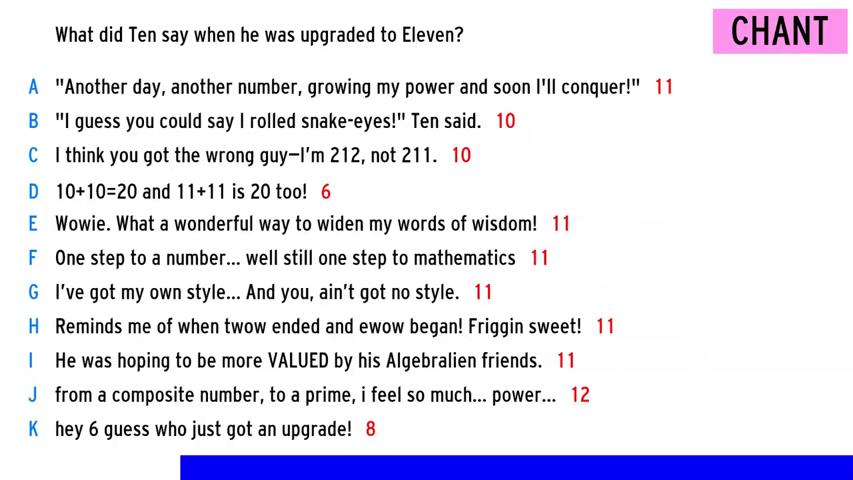 What did Ten say when he was upgraded to Eleven?
CHANT
A "Another day, another number, growing my power and soon I'll conquer!" 11
B "I guess you could say I rolled snake-eyes!" Ten said. 10
C I think you got the wrong guy—I'm 212, not 211. 10
D 10+10=20 and 11+11 is 20 too! 6
E Wowie. What a wonderful way to widen my words of wisdom! 11
F One step to a number... well still one step to mathematics 11
G I've got my own style... And you, ain't got no style. 11
H Reminds me of when twow ended and ewow began! Friggin sweet! 11
I He was hoping to be more VALUED by his Algebralien friends. 11
J from a composite number, to a prime, i feel so much... power... 12
K hey 6 guess who just got an upgrade! 8